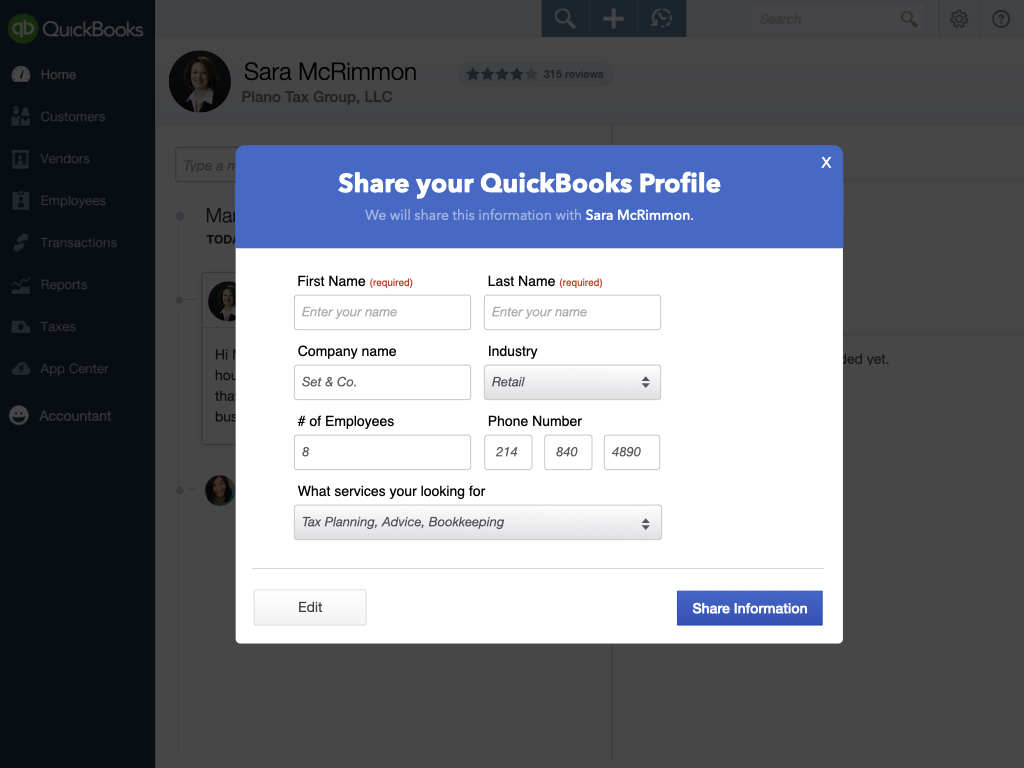 QuickBooks
Search
Home
Customers
Vendors
Employees
Transactions
Reports
Taxes
App Center
Accountant
Sara McRimmon
315 reviews
Plano Tax Group, LLC
Type a m
Mar
TODA
Hi M
hou
tha
bus
ded yet.
X
Share your QuickBooks Profile
We will share this information with Sara McRimmon.
First Name (required)
Last Name (required)
Enter your name
Enter your name
Company name
Industry
Set & Co.
Retail
# of Employees
Phone Number
8
214
840
4890
What services your looking for
Tax Planning, Advice, Bookkeeping
Edit
Share Information